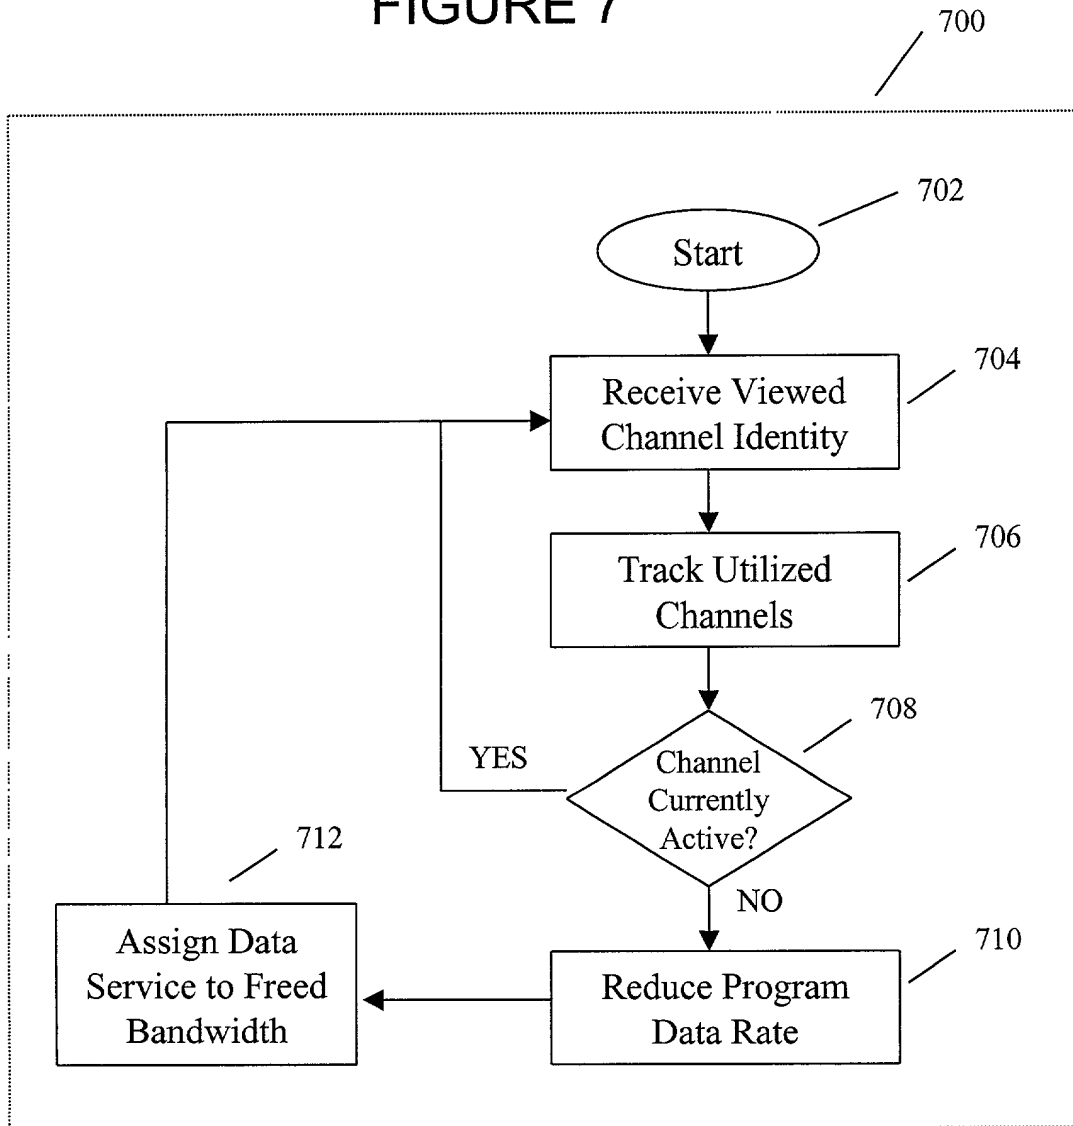 FIGURE 7
700
702
Start
704
Receive Viewed
Channel Identity
706
Track Utilized
Channels
708
YES
Channel
Currently
Active?
712
NO
Assign Data
Service to Freed
Bandwidth
710
Reduce Program
Data Rate